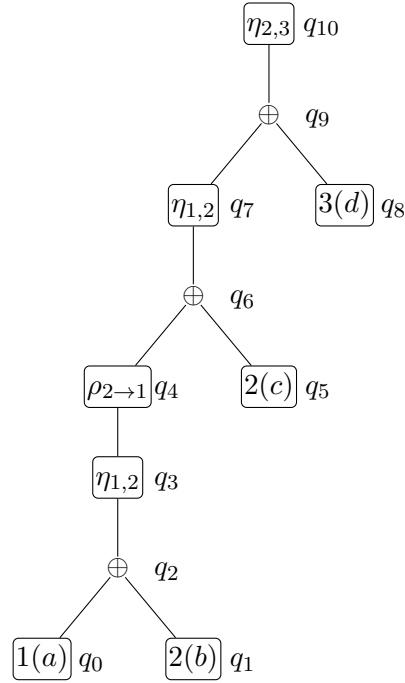 η₂,₃ q₁₀
⊕ q₉
η₁,₂ q₇ 3(d) q₈
⊕ q₆
ρ₂→₁ q₄ 2(c) q₅
η₁,₂ q₃
⊕ q₂
1(a) q₀ 2(b) q₁